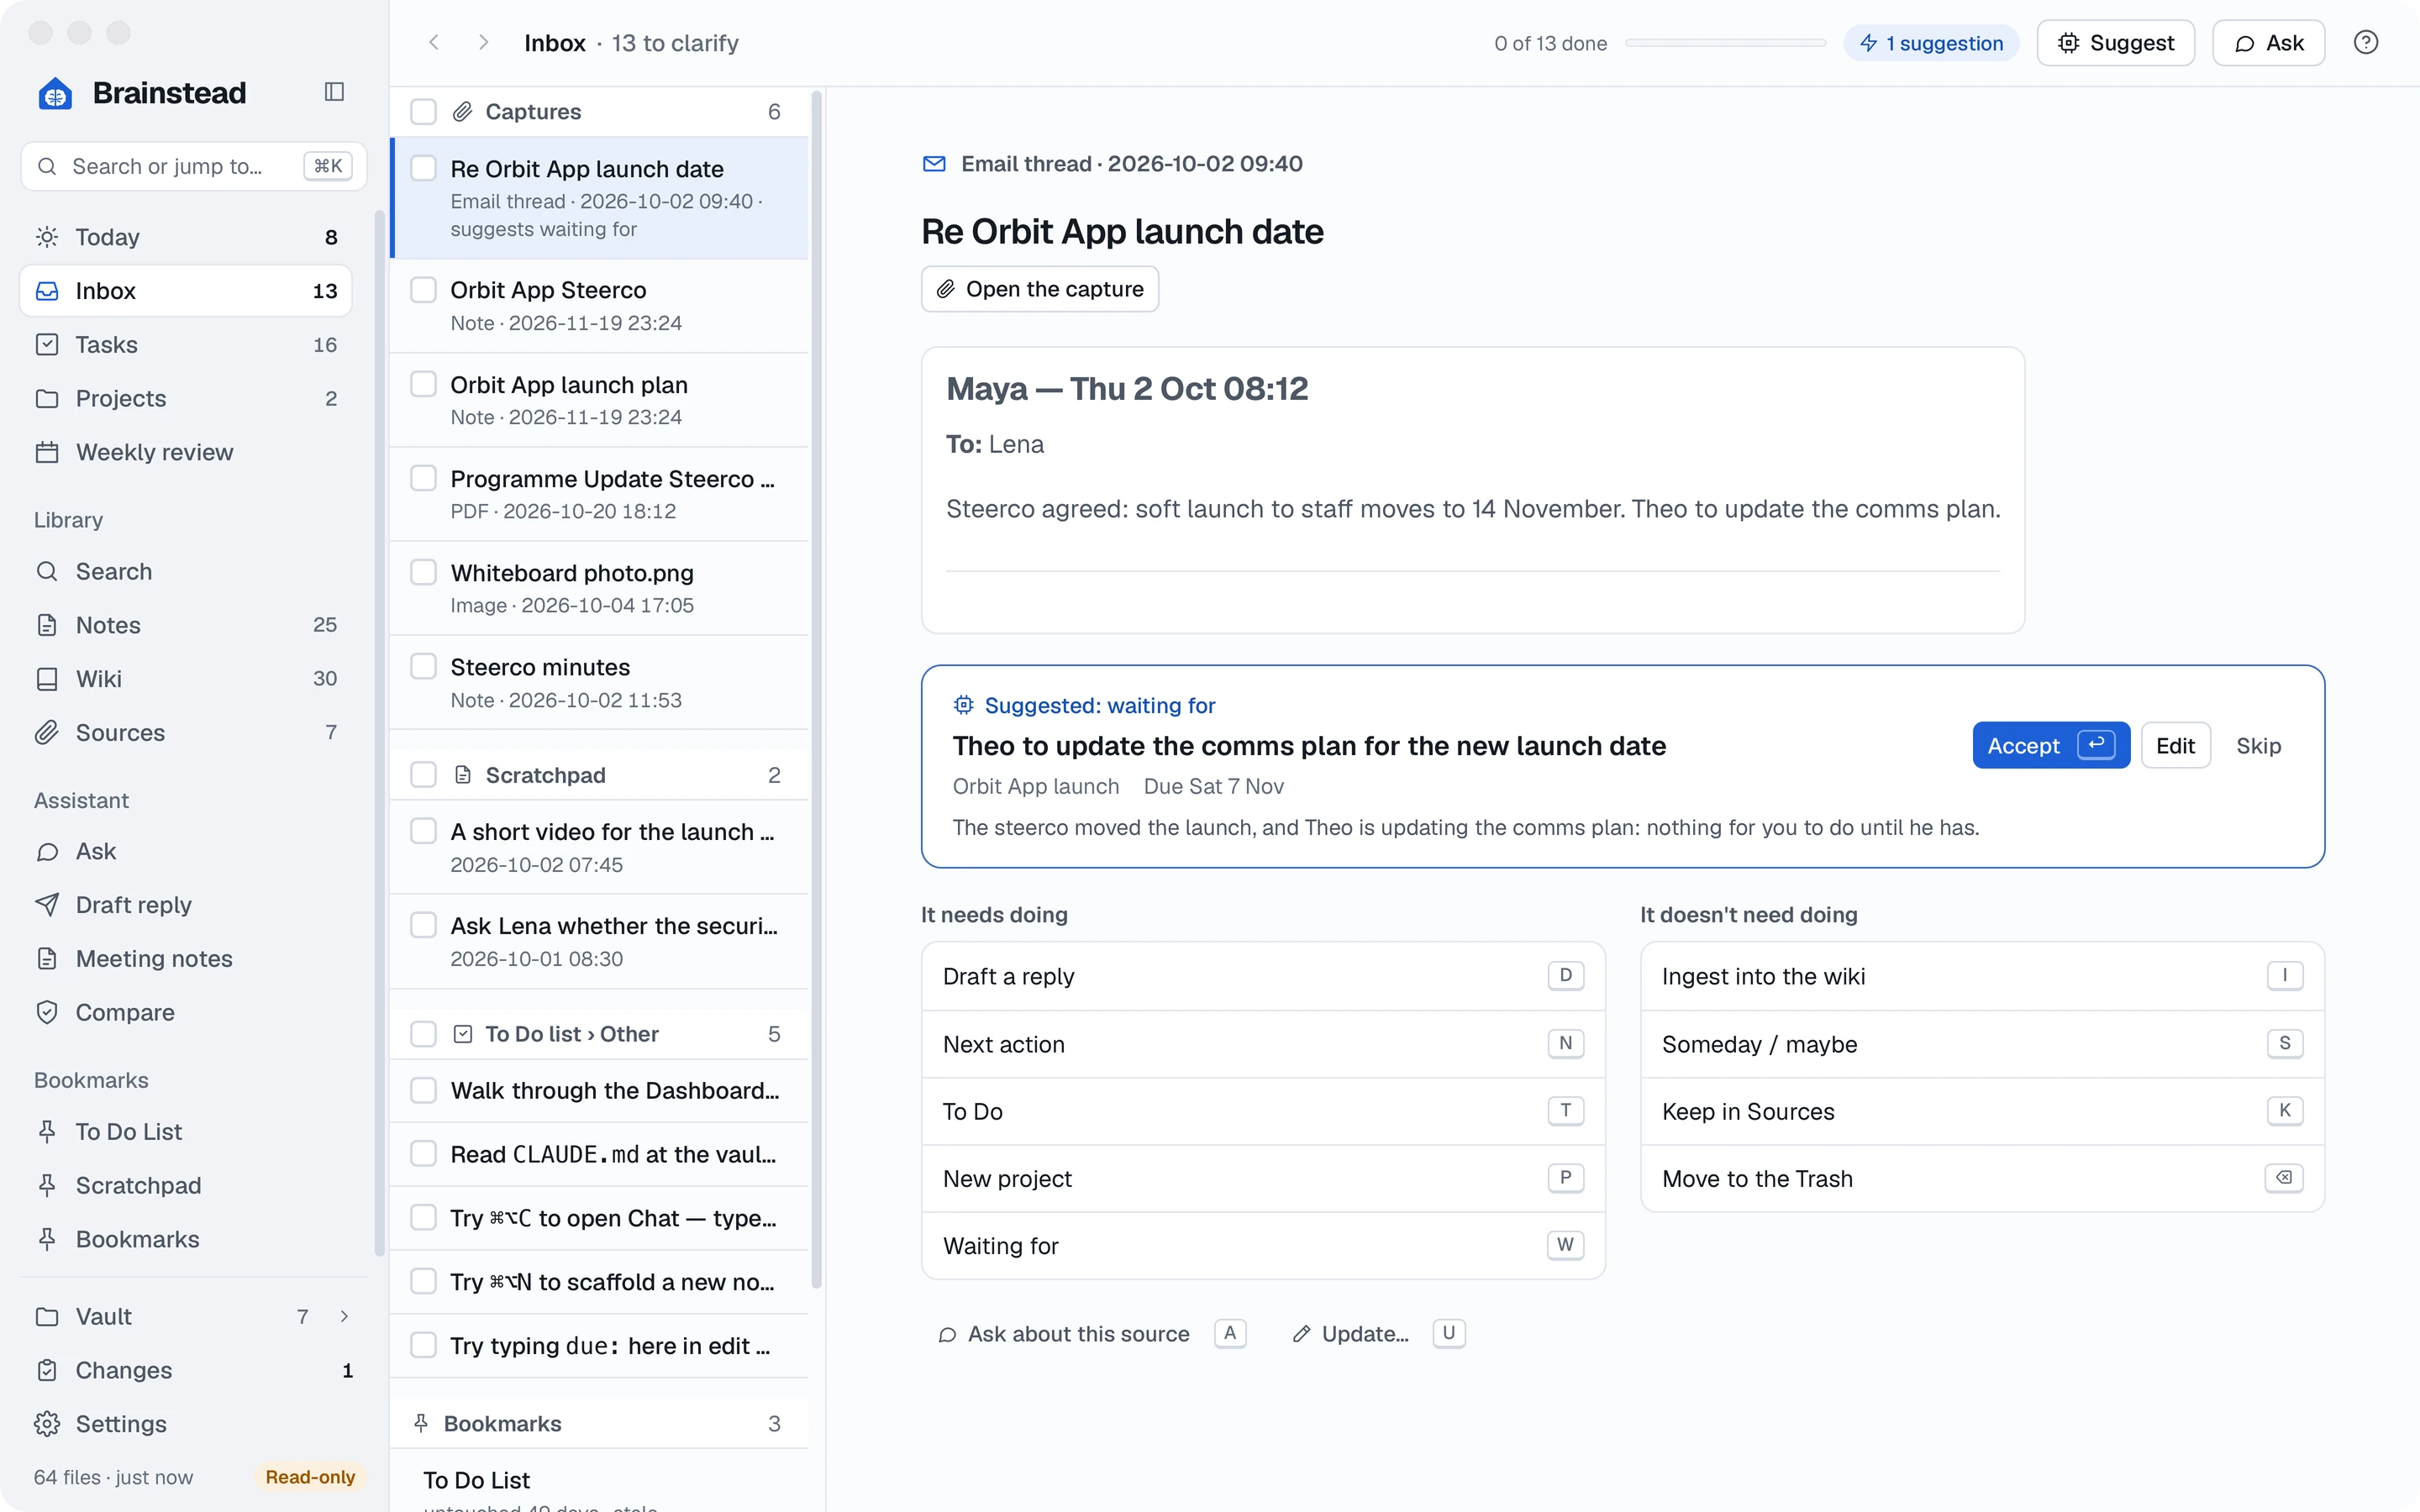 Brainstead
Search or jump to... ⌘K
Today 8
Inbox 13
Tasks 16
Projects 2
Weekly review
Library
Search
Notes 25
Wiki 30
Sources 7
Assistant
Ask
Draft reply
Meeting notes
Compare
Bookmarks
To Do List
Scratchpad
Bookmarks
Vault 7
Changes 1
Settings
64 files · just now Read-only
Inbox · 13 to clarify
0 of 13 done
1 suggestion
Suggest
Ask
Captures 6
Re Orbit App launch date
Email thread · 2026-10-02 09:40 ·
suggests waiting for
Orbit App Steerco
Note · 2026-11-19 23:24
Orbit App launch plan
Note · 2026-11-19 23:24
Programme Update Steerco ...
PDF · 2026-10-20 18:12
Whiteboard photo.png
Image · 2026-10-04 17:05
Steerco minutes
Note · 2026-10-02 11:53
Scratchpad 2
A short video for the launch ...
2026-10-02 07:45
Ask Lena whether the securi...
2026-10-01 08:30
To Do list › Other 5
Walk through the Dashboard...
Read CLAUDE.md at the vaul...
Try ⌘⌥C to open Chat — type...
Try ⌘⌥N to scaffold a new no...
Try typing due: here in edit ...
Bookmarks 3
To Do List
Email thread · 2026-10-02 09:40
Re Orbit App launch date
Open the capture
Maya — Thu 2 Oct 08:12
To: Lena
Steerco agreed: soft launch to staff moves to 14 November. Theo to update the comms plan.
Suggested: waiting for
Theo to update the comms plan for the new launch date
Orbit App launch Due Sat 7 Nov
The steerco moved the launch, and Theo is updating the comms plan: nothing for you to do until he has.
Accept
Edit
Skip
It needs doing
Draft a reply D
Next action N
To Do T
New project P
Waiting for W
It doesn't need doing
Ingest into the wiki I
Someday / maybe S
Keep in Sources K
Move to the Trash
Ask about this source A
Update... U